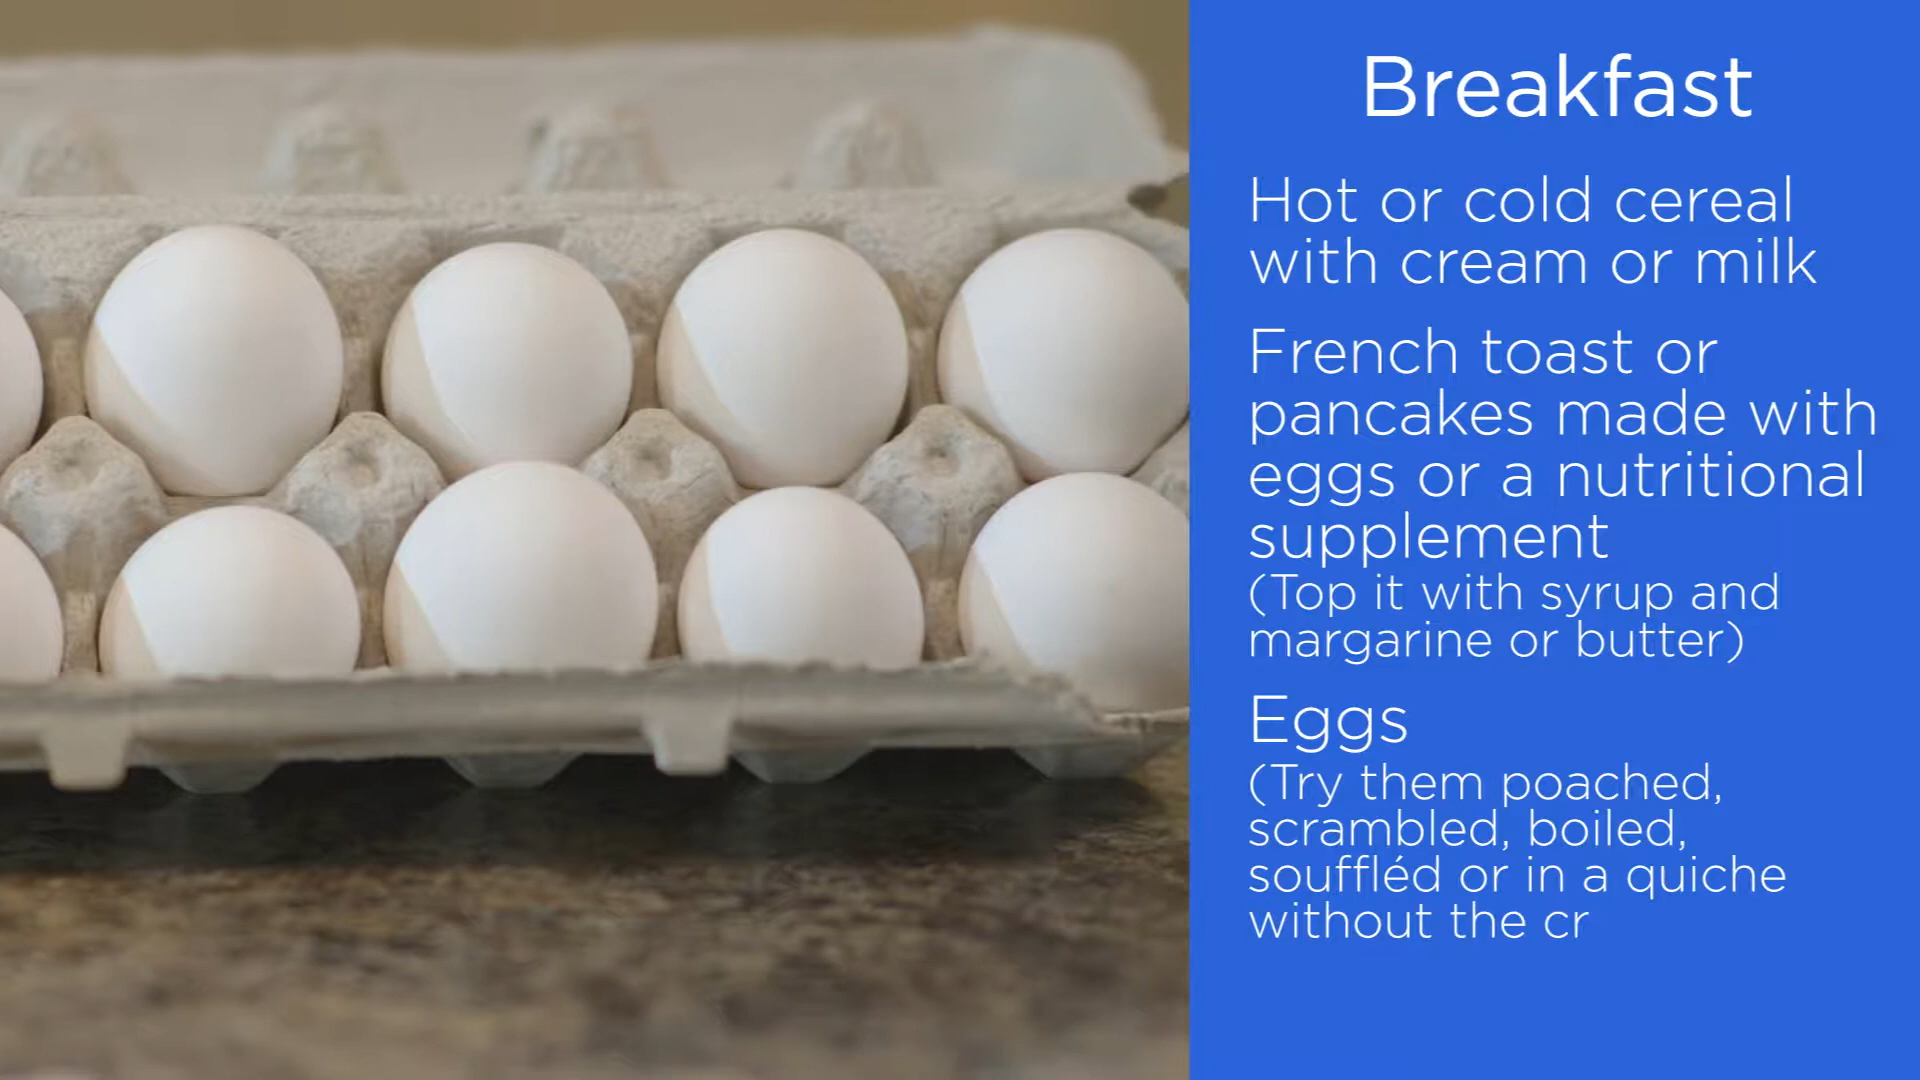 Breakfast
Hot or cold cereal
with cream or milk
French toast or
pancakes made with
eggs or a nutritional
supplement
(Top it with syrup and
margarine or butter)
Eggs
(Try them poached,
scrambled, boiled,
souffléd or in a quiche
without the cr